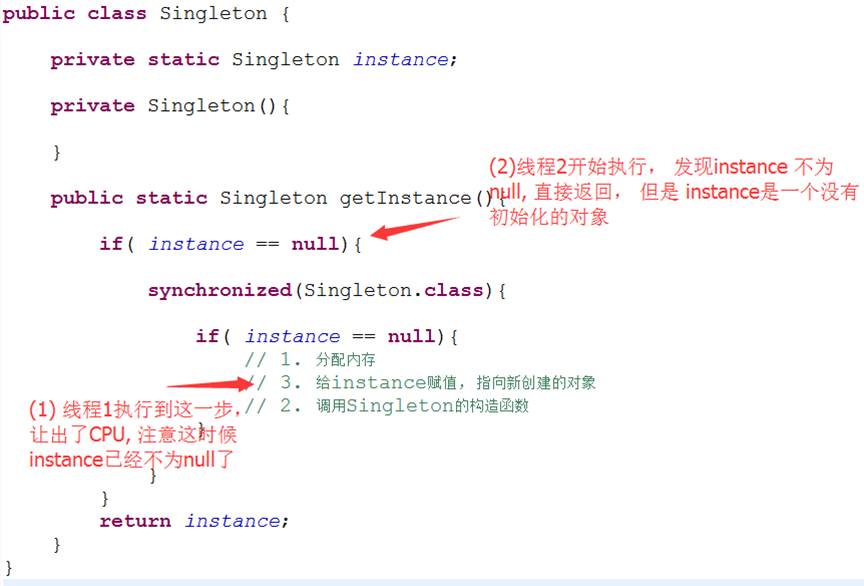 public class Singleton {
private static Singleton instance;
private Singleton(){
}
(2)线程2开始执行， 发现instance 不为
null, 直接返回， 但是 instance是一个没有
初始化的对象
public static Singleton getInstance(){
if( instance == null){
synchronized(Singleton.class){
if( instance == null){
// 1. 分配内存
// 3. 给instance赋值，指向新创建的对象
// 2. 调用Singleton的构造函数
(1) 线程1执行到这一步，
让出了CPU, 注意这时候
instance已经不为null了
}
}
}
return instance;
}
}